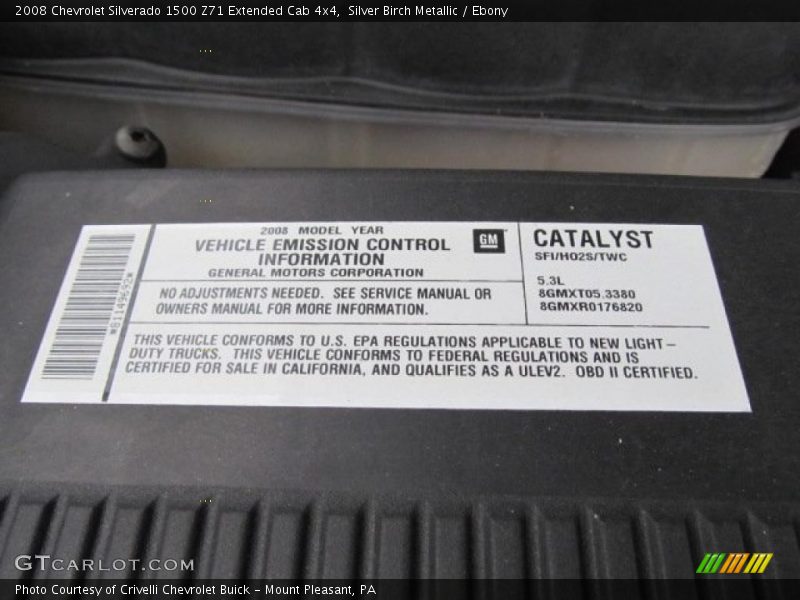 2008 Chevrolet Silverado 1500 Z71 Extended Cab 4x4,  Silver Birch Metallic / Ebony
2008 MODEL YEAR
VEHICLE EMISSION CONTROL
INFORMATION
GENERAL MOTORS CORPORATION
GM
NO ADJUSTMENTS NEEDED. SEE SERVICE MANUAL OR
OWNERS MANUAL FOR MORE INFORMATION.
CATALYST
SFI/HO2S/TWC
5.3L
8GMXT05.3380
8GMXR0176820
THIS VEHICLE CONFORMS TO U.S. EPA REGULATIONS APPLICABLE TO NEW LIGHT–
DUTY TRUCKS. THIS VEHICLE CONFORMS TO FEDERAL REGULATIONS AND IS
CERTIFIED FOR SALE IN CALIFORNIA, AND QUALIFIES AS A ULEV2. OBD II CERTIFIED.
GTCARLOT.COM
Photo Courtesy of Crivelli Chevrolet Buick – Mount Pleasant, PA